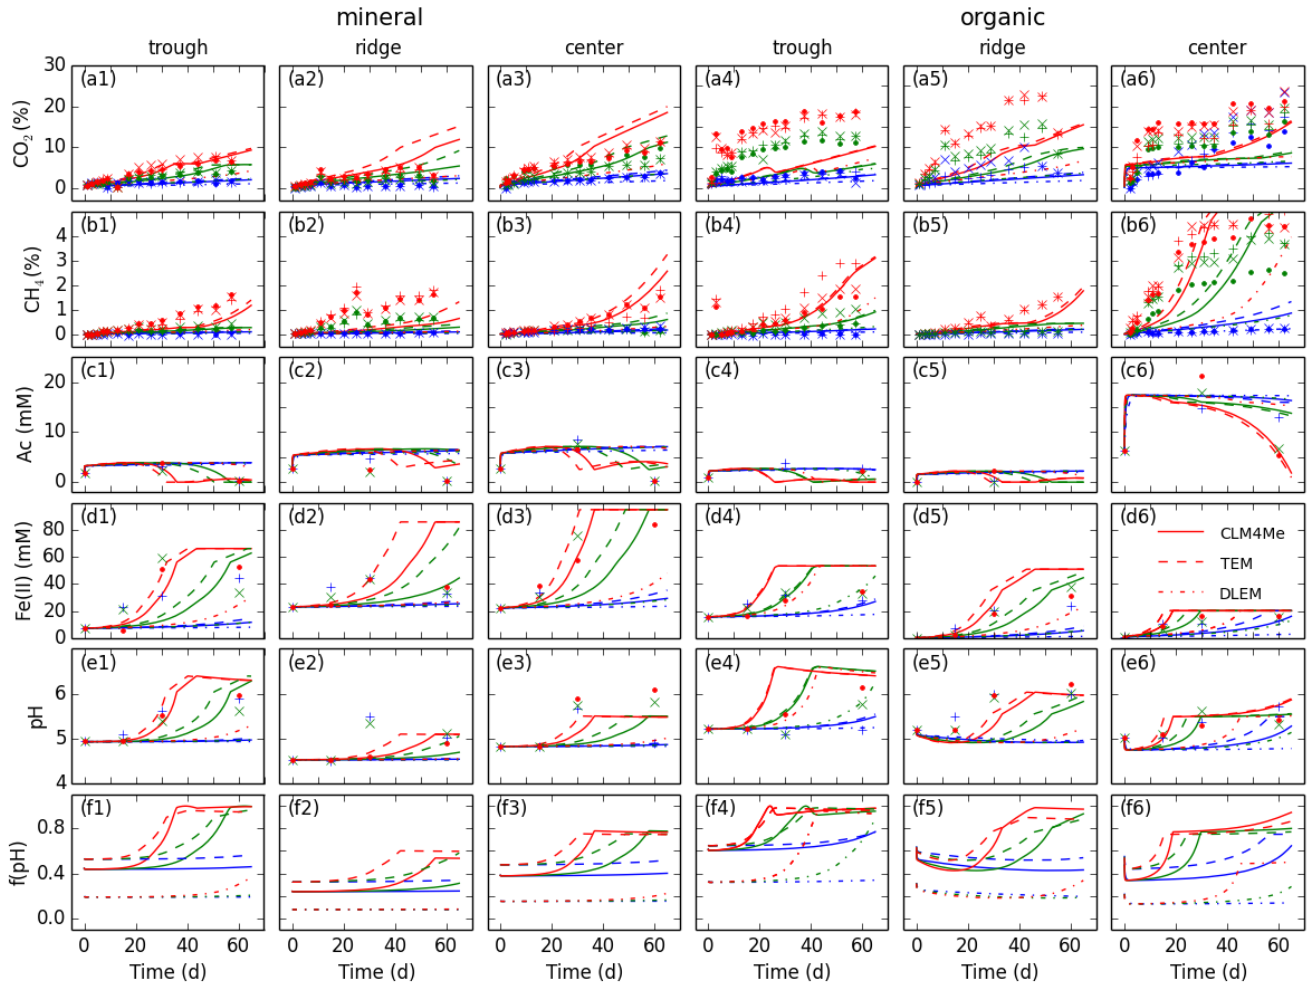 mineral organic
trough ridge center trough ridge center
CO₂ (%)
30
20
10
0
(a1) (a2) (a3) (a4) (a5) (a6)
CH₄ (%)
4
3
2
1
0
(b1) (b2) (b3) (b4) (b5) (b6)
Ac (mM)
20
10
0
(c1) (c2) (c3) (c4) (c5) (c6)
Fe(II) (mM)
80
60
40
20
0
(d1) (d2) (d3) (d4) (d5) (d6)
CLM4Me
TEM
DLEM
pH
6
5
4
(e1) (e2) (e3) (e4) (e5) (e6)
f(pH)
0.8
0.4
0.0
(f1) (f2) (f3) (f4) (f5) (f6)
0 20 40 60 0 20 40 60 0 20 40 60 0 20 40 60 0 20 40 60 0 20 40 60
Time (d) Time (d) Time (d) Time (d) Time (d) Time (d)